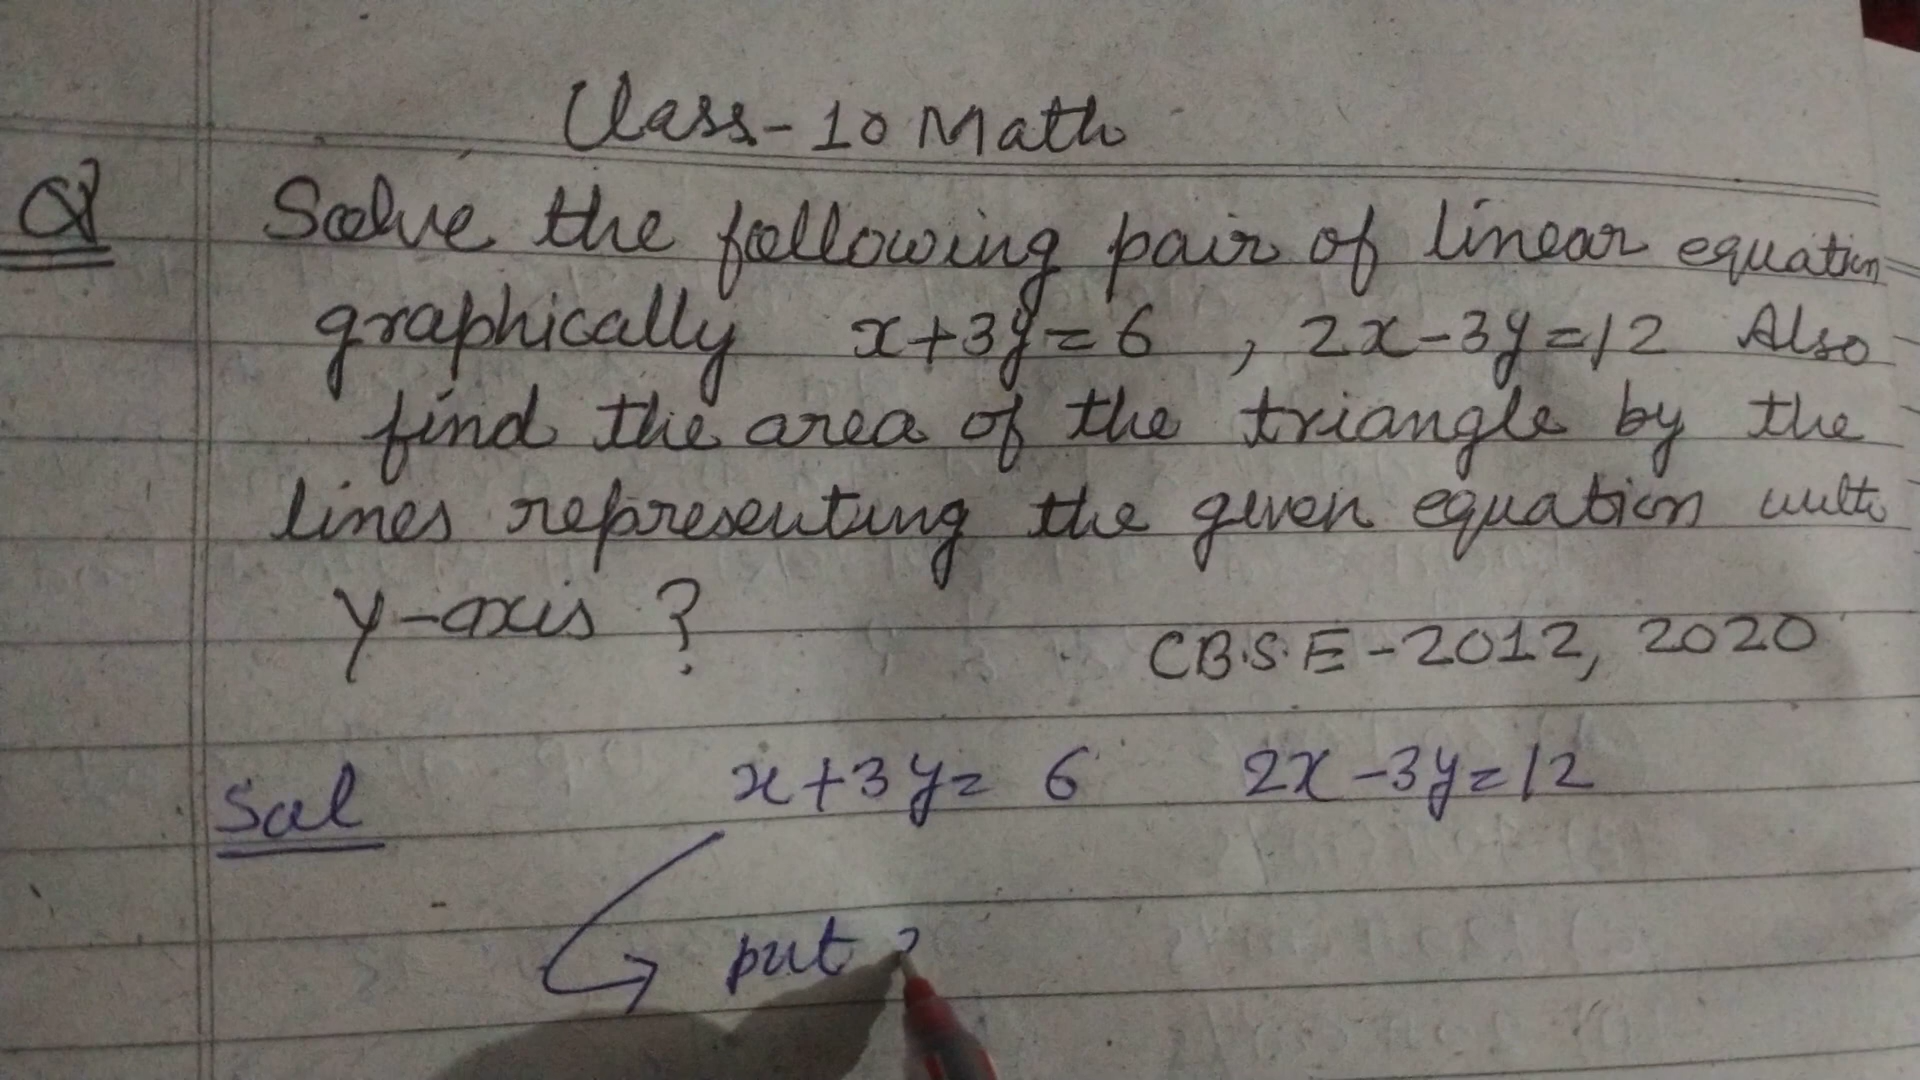 Class-10 Math
Q Solve the following pair of linear equation
graphically x+3y=6 , 2x-3y=12 Also
find the area of the triangle by the
lines representing the given equation with
y-axis ?
C.B.S.E-2012, 2020
Sol x+3y= 6 2x-3y=12
put